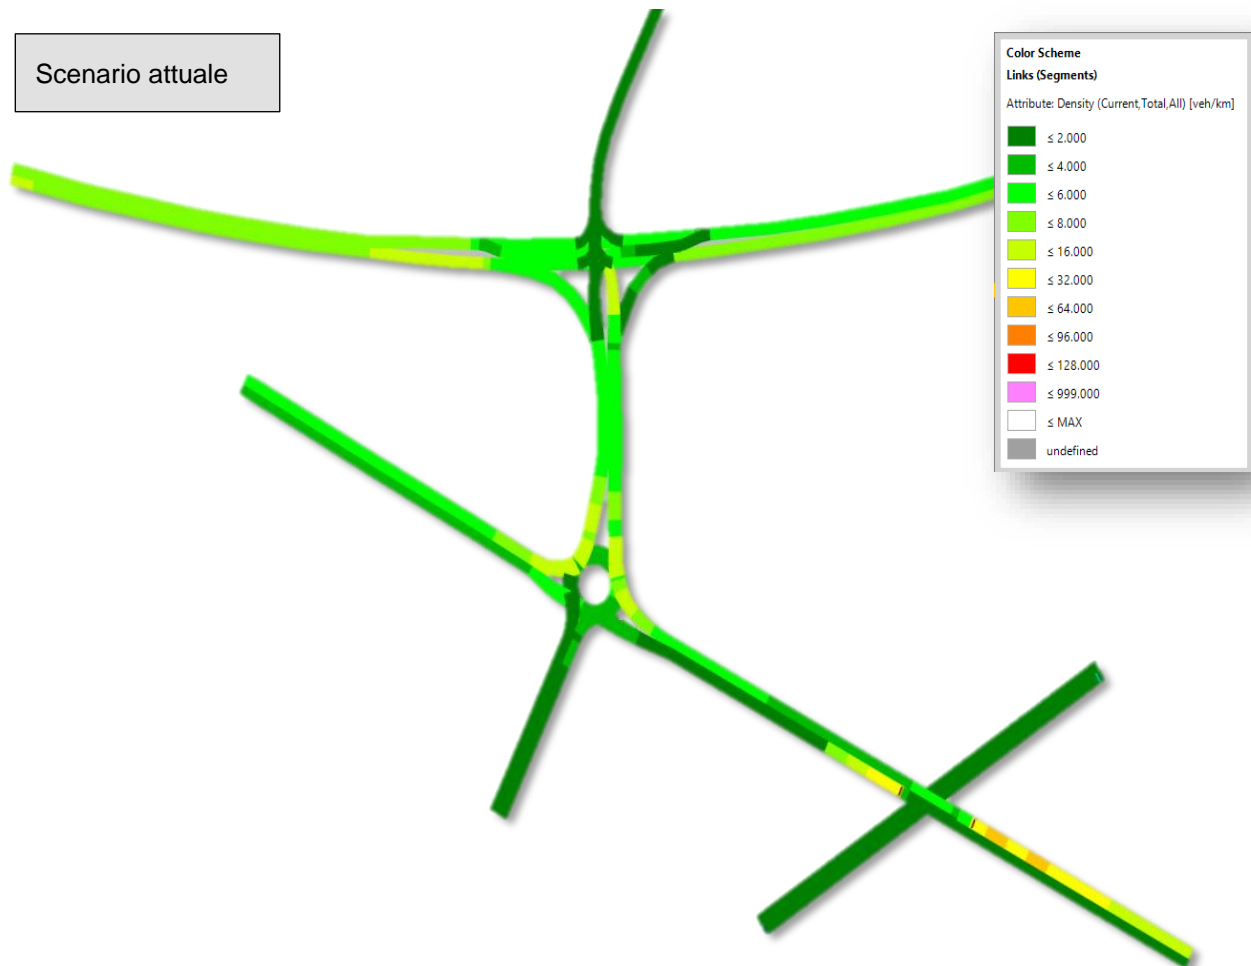 Scenario attuale
Color Scheme
Links (Segments)
Attribute: Density (Current,Total,All) [veh/km]
≤ 2.000
≤ 4.000
≤ 6.000
≤ 8.000
≤ 16.000
≤ 32.000
≤ 64.000
≤ 96.000
≤ 128.000
≤ 999.000
≤ MAX
undefined